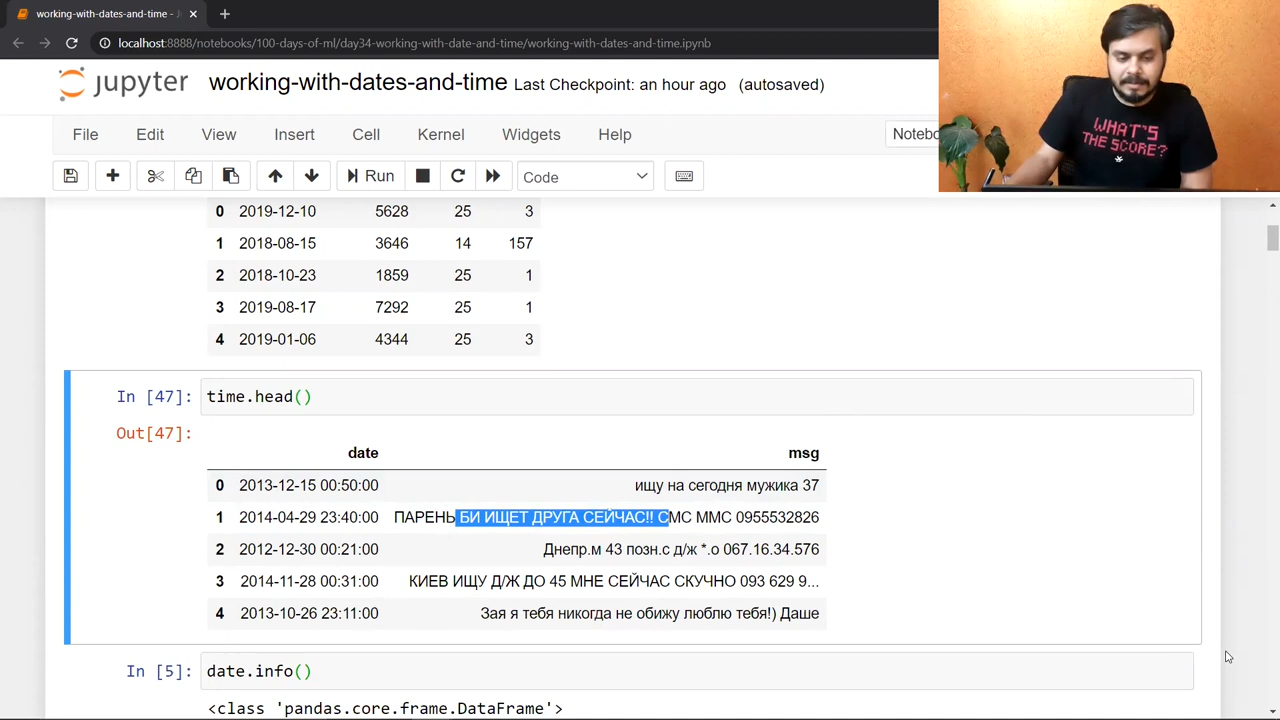 working-with-dates-and-time - J
localhost:8888/notebooks/100-days-of-ml/day34-working-with-date-and-time/working-with-dates-and-time.ipynb
jupyter working-with-dates-and-time Last Checkpoint: an hour ago (autosaved)
File Edit View Insert Cell Kernel Widgets Help
Run Code
WHAT'S
THE SCORE?
0 2019-12-10 5628 25 3
1 2018-08-15 3646 14 157
2 2018-10-23 1859 25 1
3 2019-08-17 7292 25 1
4 2019-01-06 4344 25 3
In [47]: time.head()
Out[47]:
date msg
0 2013-12-15 00:50:00 ищу на сегодня мужика 37
1 2014-04-29 23:40:00 ПАРЕНЬ БИ ИЩЕТ ДРУГА СЕЙЧАС!! СМС ММС 0955532826
2 2012-12-30 00:21:00 Днепр.м 43 позн.с д/ж *.о 067.16.34.576
3 2014-11-28 00:31:00 КИЕВ ИЩУ Д/Ж ДО 45 МНЕ СЕЙЧАС СКУЧНО 093 629 9...
4 2013-10-26 23:11:00 Зая я тебя никогда не обижу люблю тебя!) Даше
In [5]: date.info()
<class 'pandas.core.frame.DataFrame'>